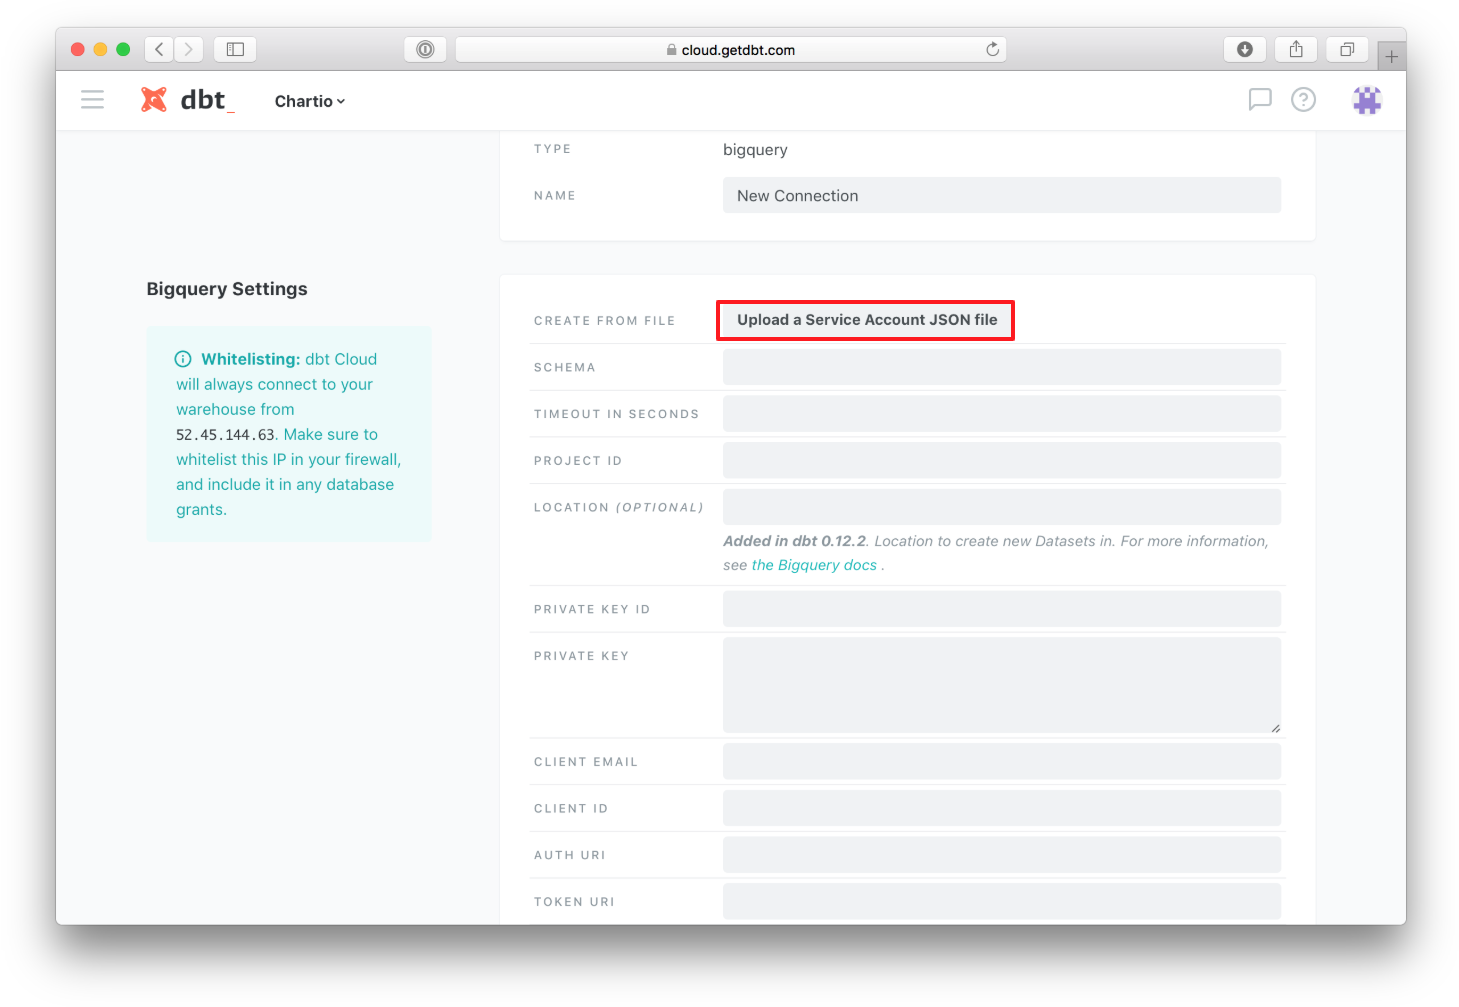 cloud.getdbt.com
dbt_ Chartio
TYPE bigquery
NAME New Connection
Bigquery Settings
Whitelisting: dbt Cloud
will always connect to your
warehouse from
52.45.144.63. Make sure to
whitelist this IP in your firewall,
and include it in any database
grants.
CREATE FROM FILE Upload a Service Account JSON file
SCHEMA
TIMEOUT IN SECONDS
PROJECT ID
LOCATION (OPTIONAL)
Added in dbt 0.12.2. Location to create new Datasets in. For more information,
see the Bigquery docs .
PRIVATE KEY ID
PRIVATE KEY
CLIENT EMAIL
CLIENT ID
AUTH URI
TOKEN URI